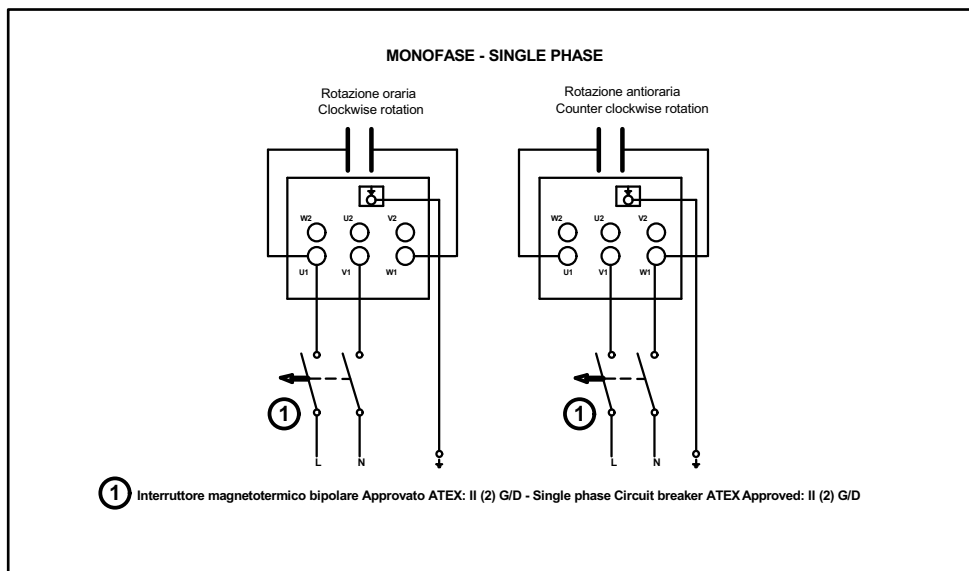 MONOFASE - SINGLE PHASE
Rotazione oraria
Clockwise rotation
W2 U2 V2
U1 V1 W1
1
L N
Rotazione antioraria
Counter clockwise rotation
W2 U2 V2
U1 V1 W1
1
L N
1 Interruttore magnetotermico bipolare Approvato ATEX: II (2) G/D - Single phase Circuit breaker ATEX Approved: II (2) G/D